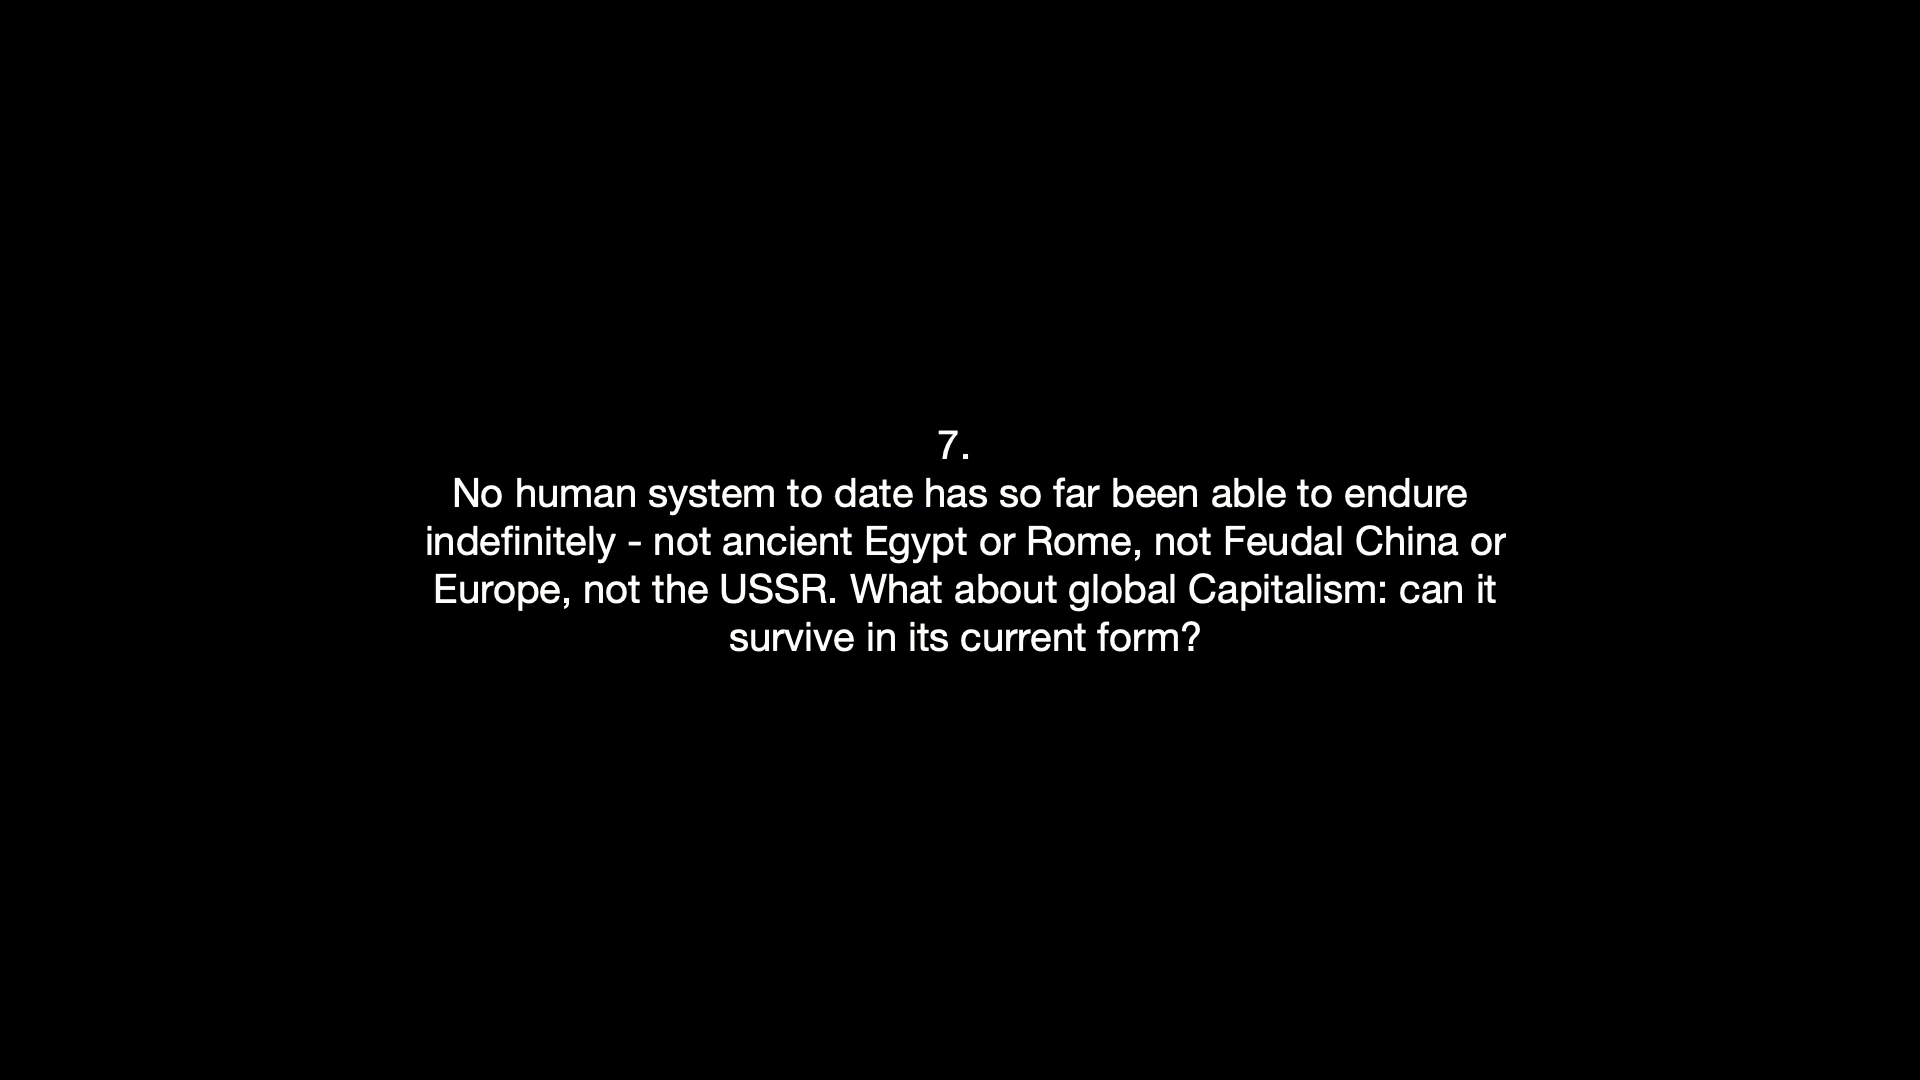 7.
No human system to date has so far been able to endure
indefinitely - not ancient Egypt or Rome, not Feudal China or
Europe, not the USSR. What about global Capitalism: can it
survive in its current form?